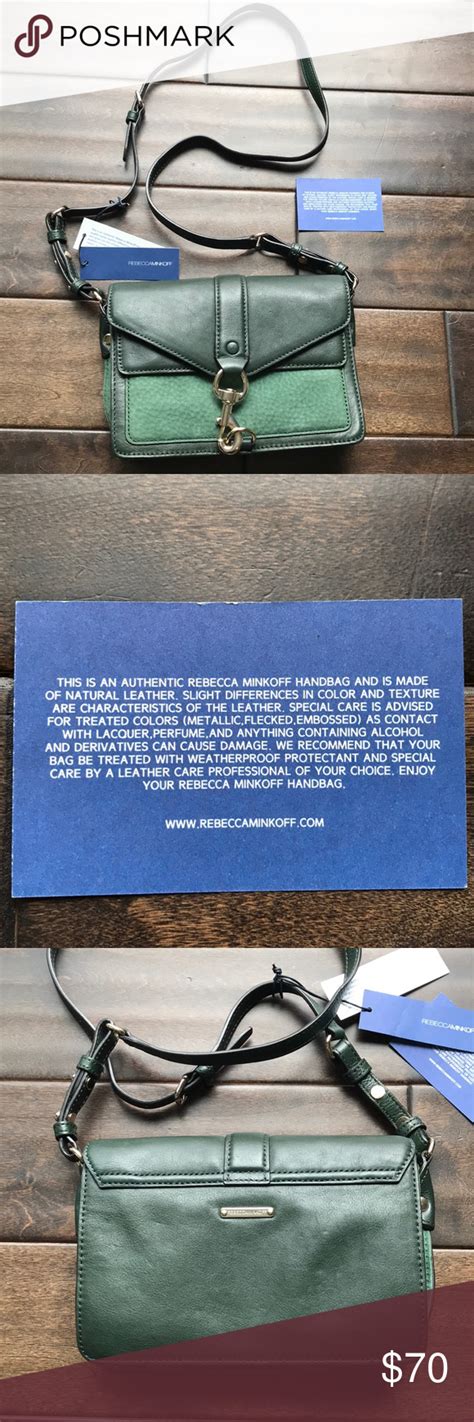 POSHMARK
REBECCAMINKOFF
THIS IS AN AUTHENTIC REBECCA MINKOFF HANDBAG AND IS MADE
OF NATURAL LEATHER. SLIGHT DIFFERENCES IN COLOR AND TEXTURE
ARE CHARACTERISTICS OF THE LEATHER. SPECIAL CARE IS ADVISED
FOR TREATED COLORS (METALLIC,FLECKED,EMBOSSED) AS CONTACT
WITH LACQUER,PERFUME,AND ANYTHING CONTAINING ALCOHOL
AND DERIVATIVES CAN CAUSE DAMAGE. WE RECOMMEND THAT YOUR
BAG BE TREATED WITH WEATHERPROOF PROTECTANT AND SPECIAL
CARE BY A LEATHER CARE PROFESSIONAL OF YOUR CHOICE. ENJOY
YOUR REBECCA MINKOFF HANDBAG.
WWW.REBECCAMINKOFF.COM
REBECCAMINKOFF
$70